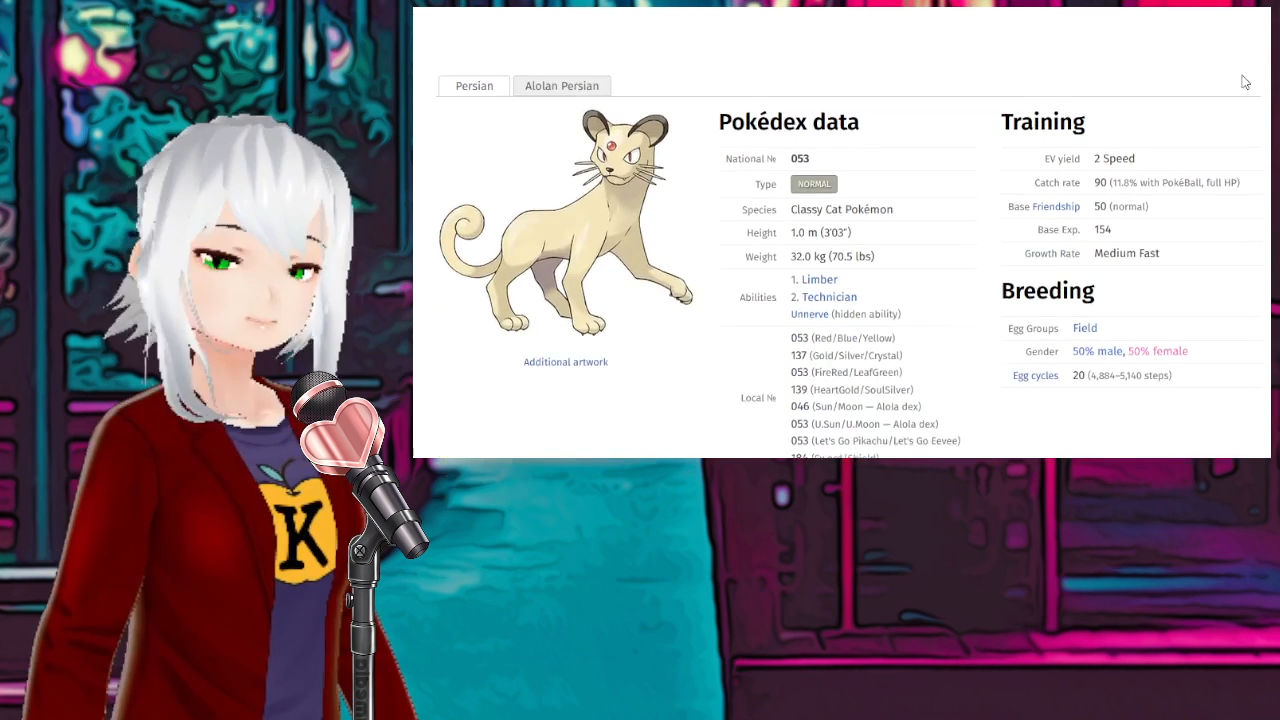 Persian
Alolan Persian
Additional artwork
Pokédex data
National № 053
Type NORMAL
Species Classy Cat Pokémon
Height 1.0 m (3′03″)
Weight 32.0 kg (70.5 lbs)
Abilities 1. Limber
2. Technician
Unnerve (hidden ability)
Local № 053 (Red/Blue/Yellow)
137 (Gold/Silver/Crystal)
053 (FireRed/LeafGreen)
139 (HeartGold/SoulSilver)
046 (Sun/Moon — Alola dex)
053 (U.Sun/U.Moon — Alola dex)
053 (Let's Go Pikachu/Let's Go Eevee)
Training
EV yield 2 Speed
Catch rate 90 (11.8% with PokéBall, full HP)
Base Friendship 50 (normal)
Base Exp. 154
Growth Rate Medium Fast
Breeding
Egg Groups Field
Gender 50% male, 50% female
Egg cycles 20 (4,884–5,140 steps)
K